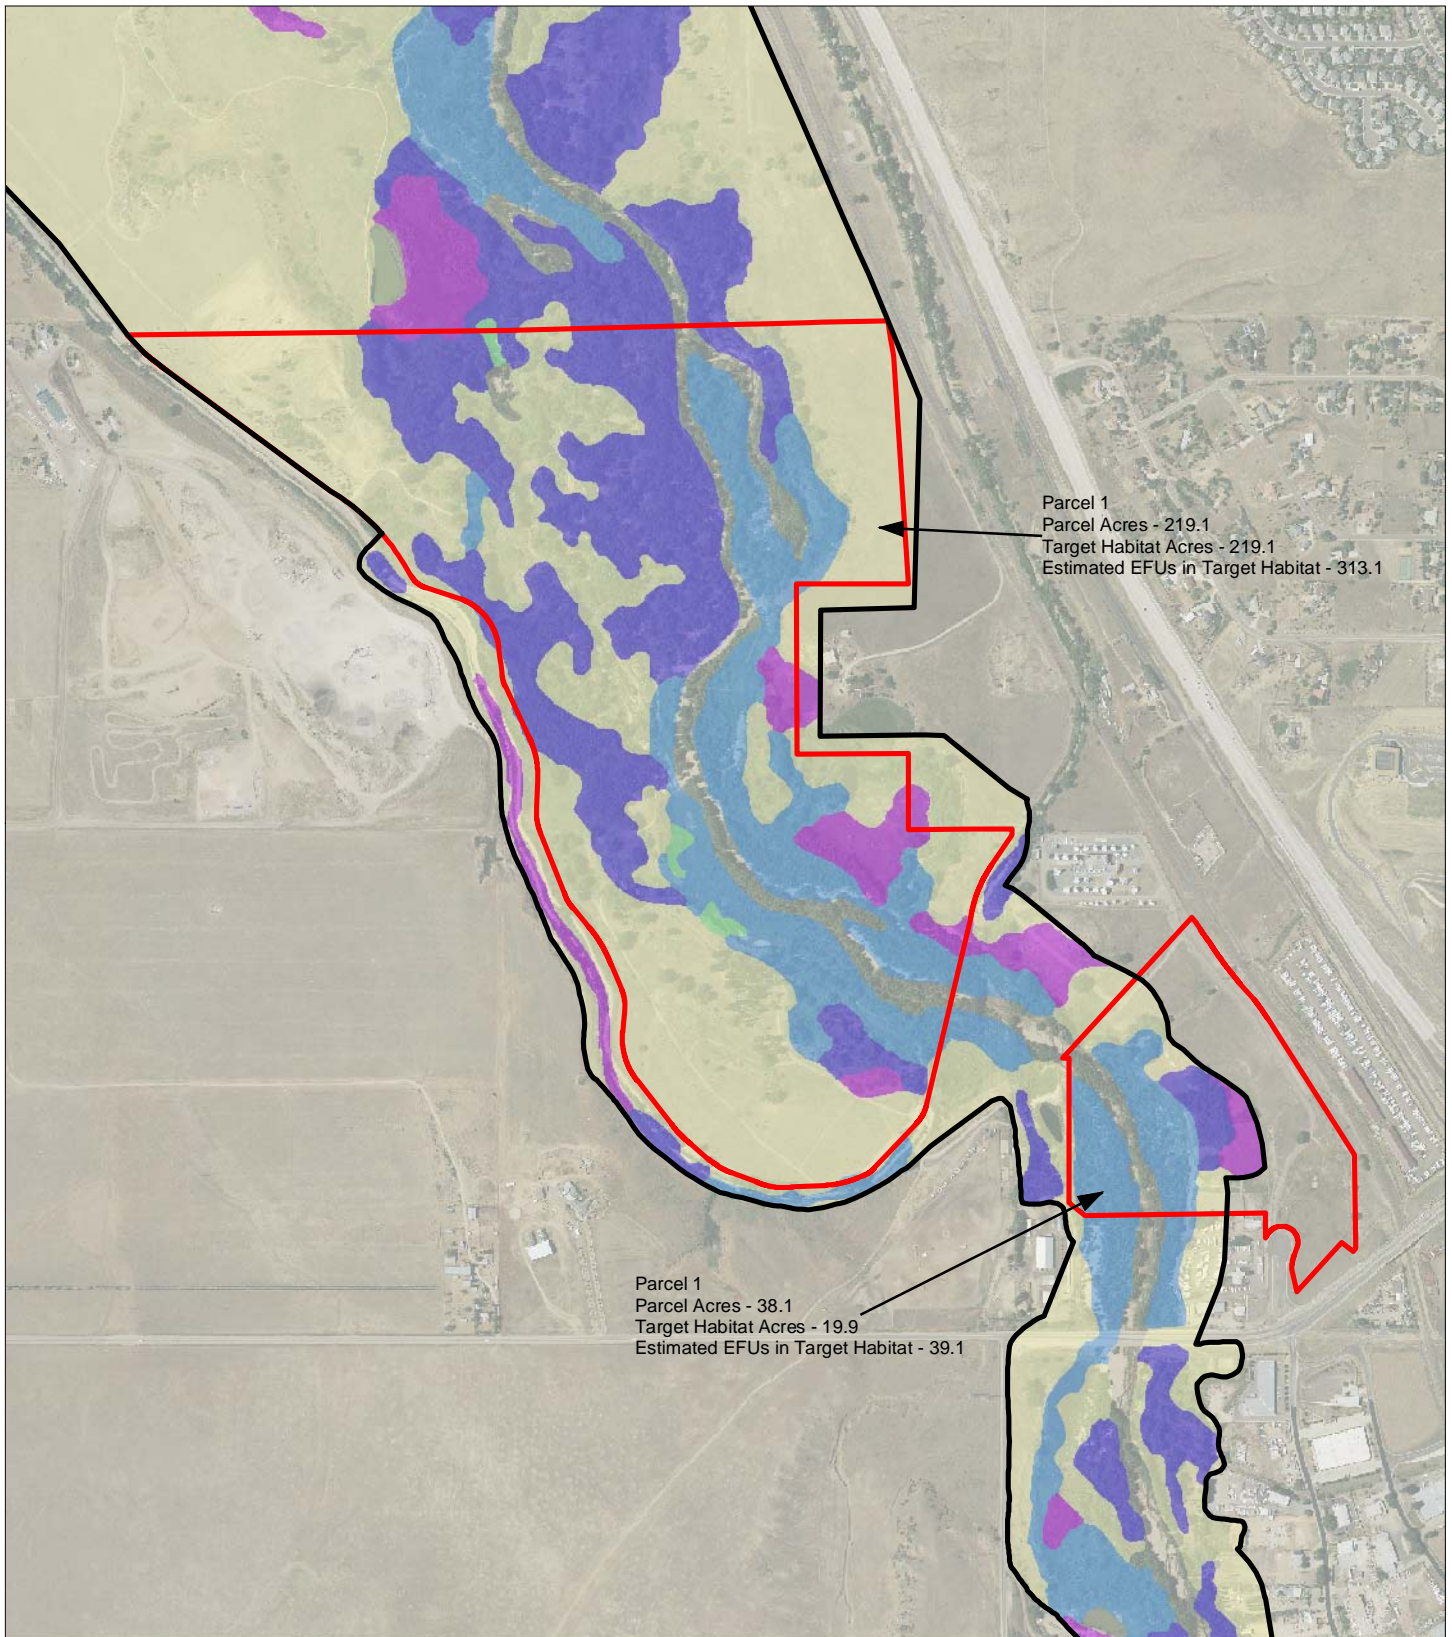 Parcel 1
Parcel Acres - 219.1
Target Habitat Acres - 219.1
Estimated EFUs in Target Habitat - 313.1
Parcel 1
Parcel Acres - 38.1
Target Habitat Acres - 19.9
Estimated EFUs in Target Habitat - 39.1